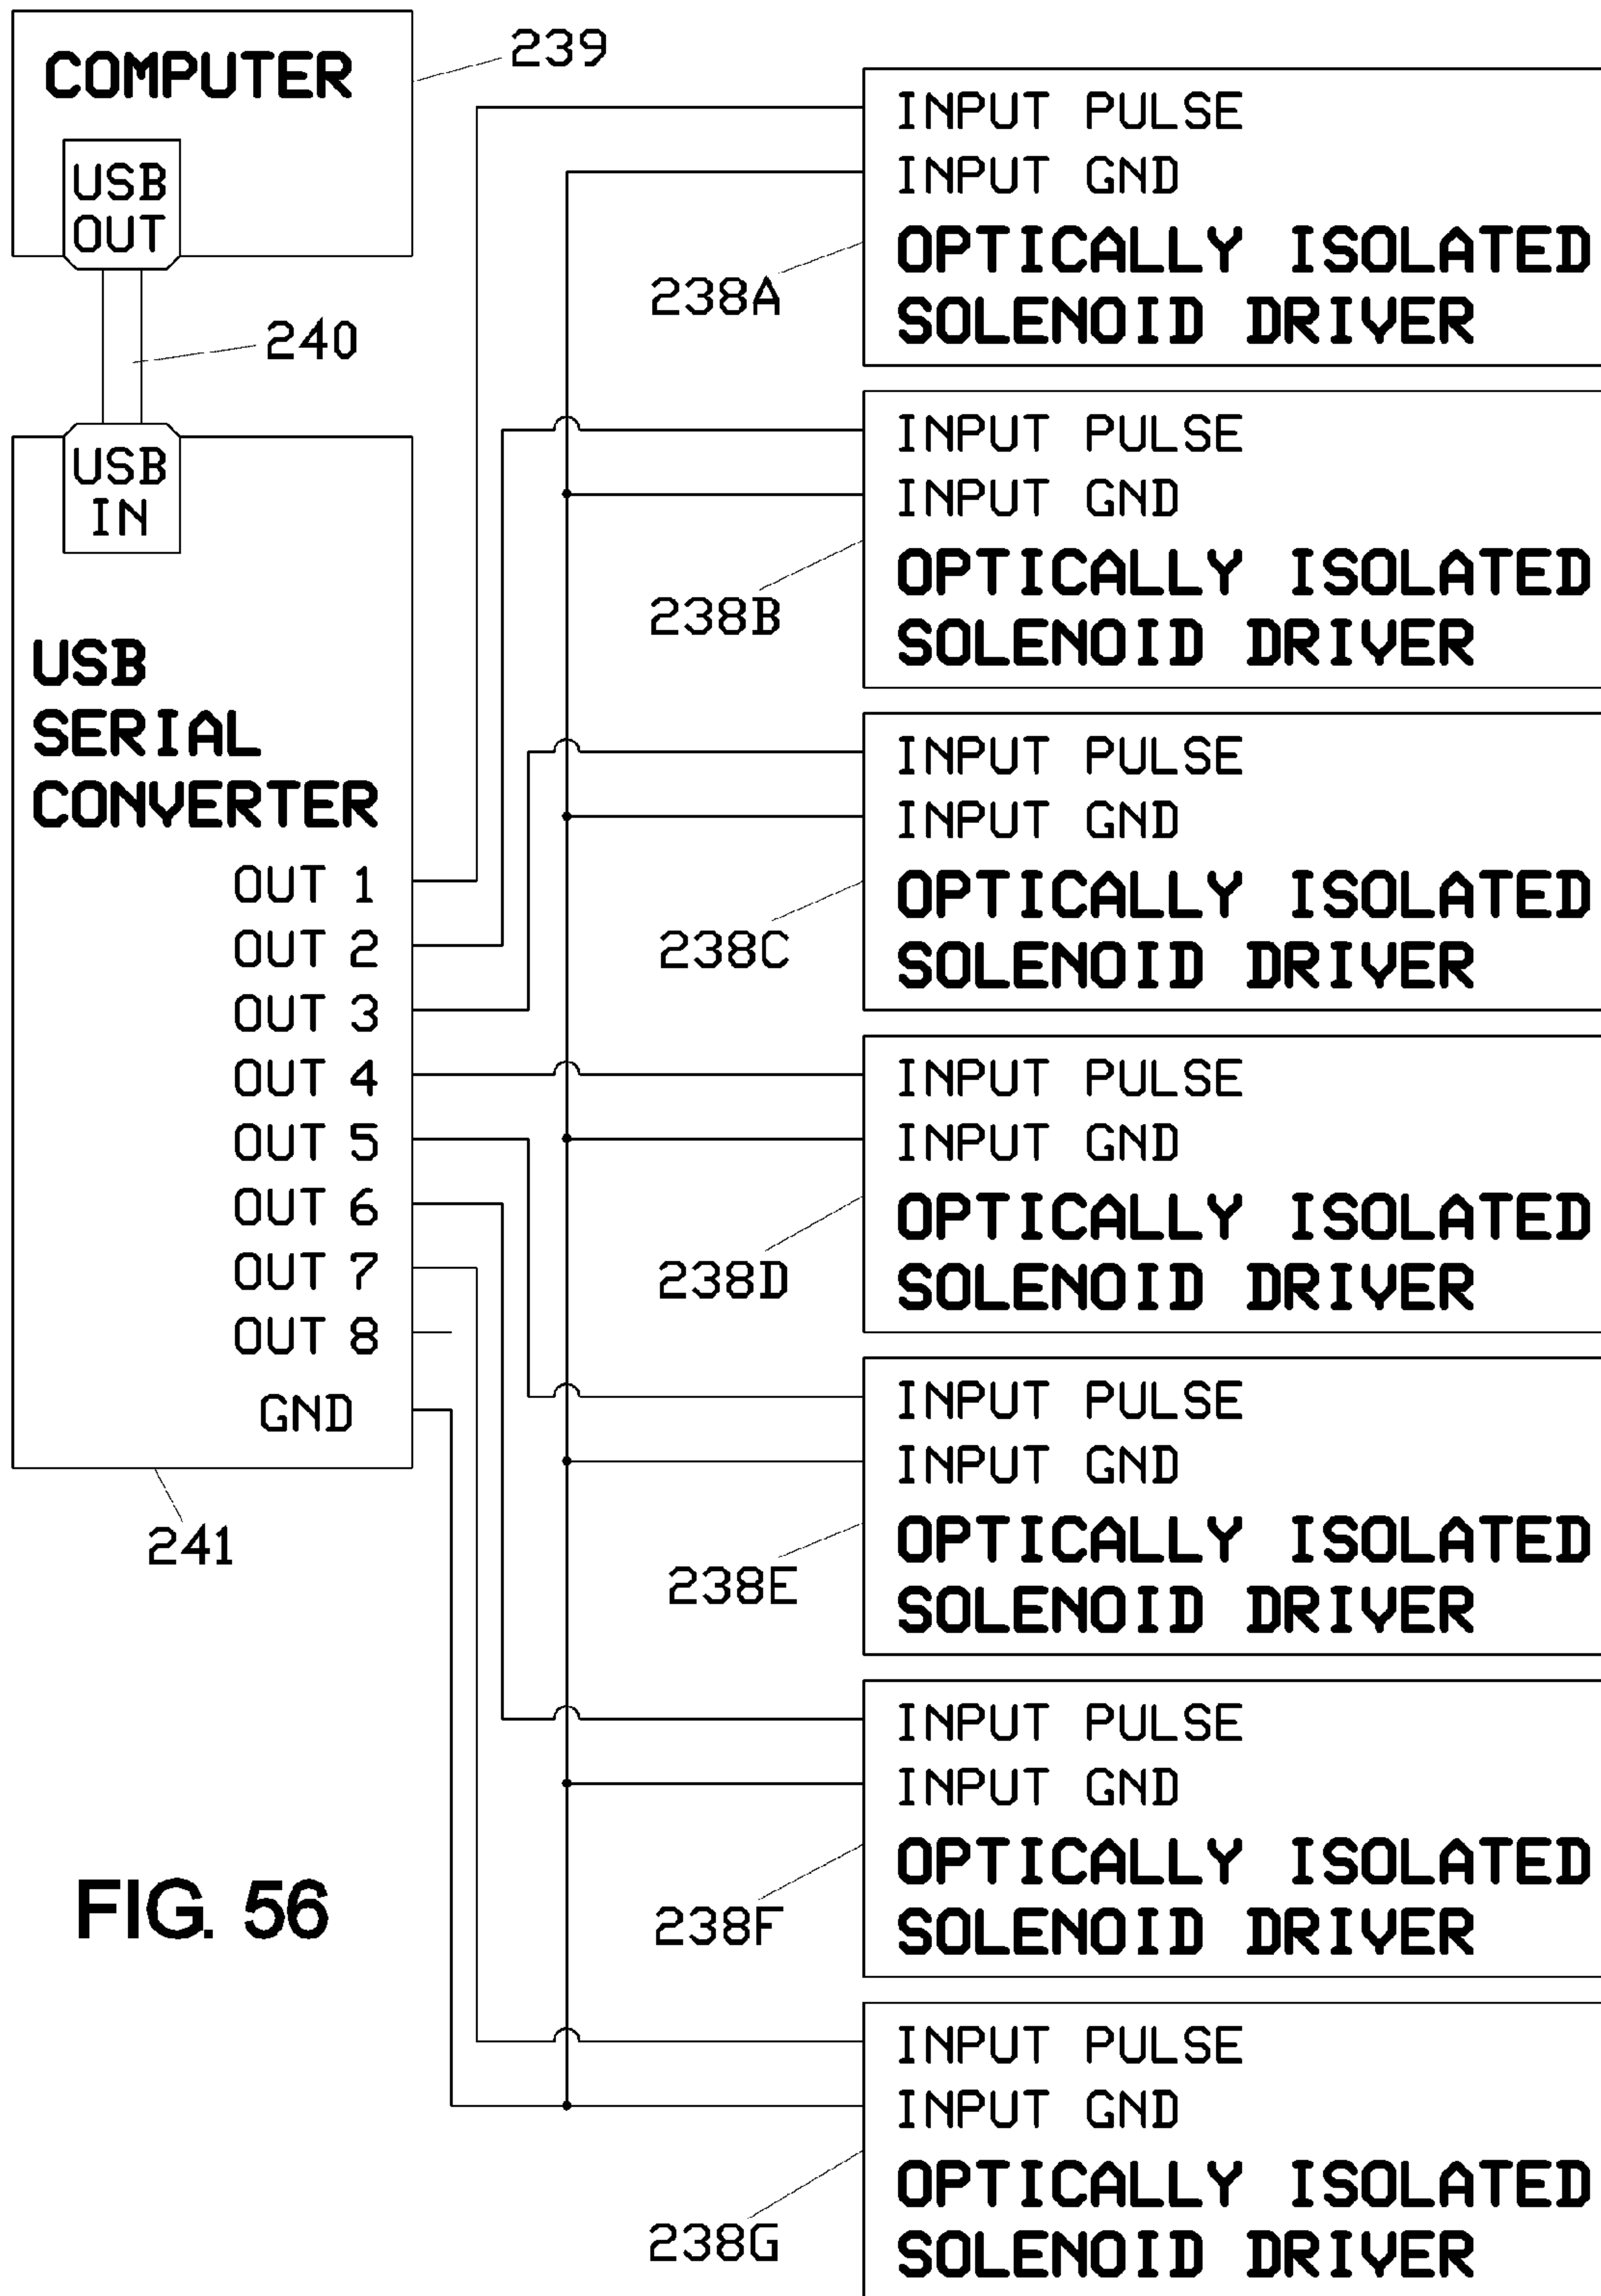 COMPUTER
USB
OUT
239
240
USB
IN
USB
SERIAL
CONVERTER
OUT 1
OUT 2
OUT 3
OUT 4
OUT 5
OUT 6
OUT 7
OUT 8
GND
241
INPUT PULSE
INPUT GND
OPTICALLY ISOLATED
SOLENOID DRIVER
238A
INPUT PULSE
INPUT GND
OPTICALLY ISOLATED
SOLENOID DRIVER
238B
INPUT PULSE
INPUT GND
OPTICALLY ISOLATED
SOLENOID DRIVER
238C
INPUT PULSE
INPUT GND
OPTICALLY ISOLATED
SOLENOID DRIVER
238D
INPUT PULSE
INPUT GND
OPTICALLY ISOLATED
SOLENOID DRIVER
238E
INPUT PULSE
INPUT GND
OPTICALLY ISOLATED
SOLENOID DRIVER
238F
INPUT PULSE
INPUT GND
OPTICALLY ISOLATED
SOLENOID DRIVER
238G
FIG. 56